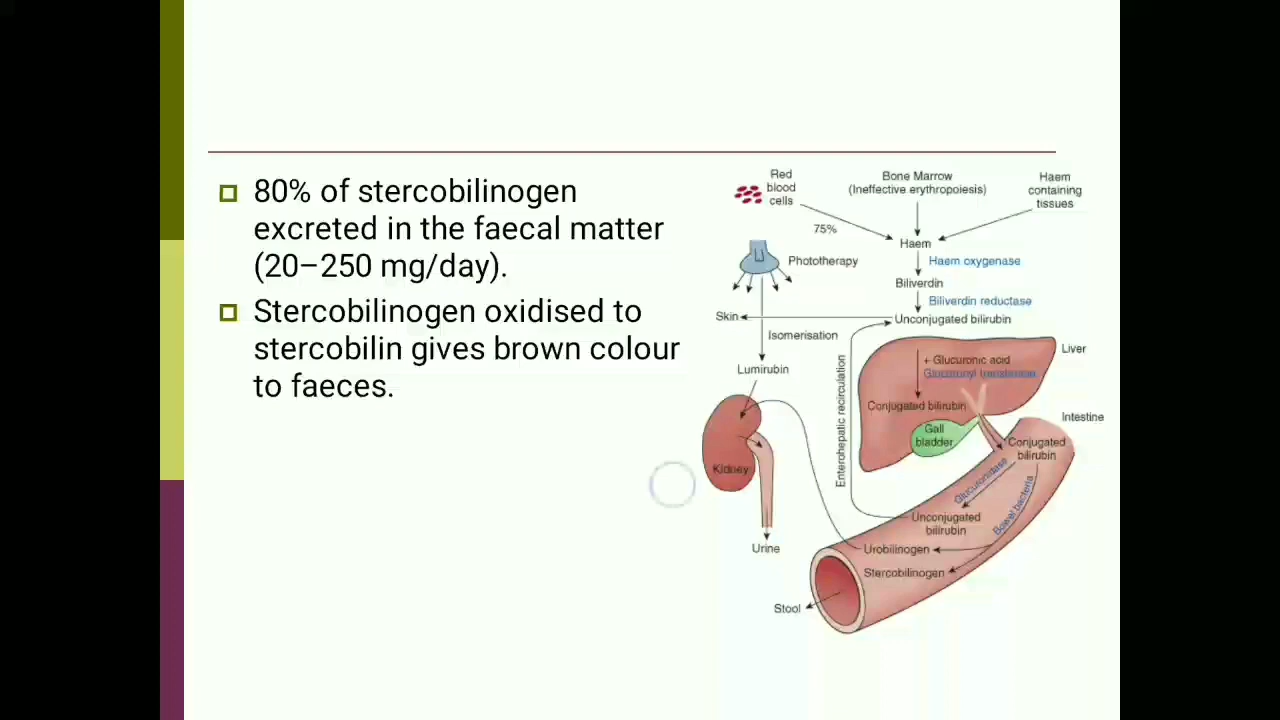 80% of stercobilinogen
excreted in the faecal matter
(20–250 mg/day).
Stercobilinogen oxidised to
stercobilin gives brown colour
to faeces.
Red
blood
cells
Bone Marrow
(Ineffective erythropoiesis)
Haem
containing
tissues
75%
Haem
Haem oxygenase
Phototherapy
Biliverdin
Biliverdin reductase
Skin
Unconjugated bilirubin
Isomerisation
Liver
+ Glucuronic acid
Glucuronyl transferase
Lumirubin
Enterohepatic recirculation
Conjugated bilirubin
Intestine
Gall
bladder
Conjugated
bilirubin
Kidney
Glucuronidase
Bowel bacteria
Unconjugated
bilirubin
Urine
Urobilinogen
Stercobilinogen
Stool